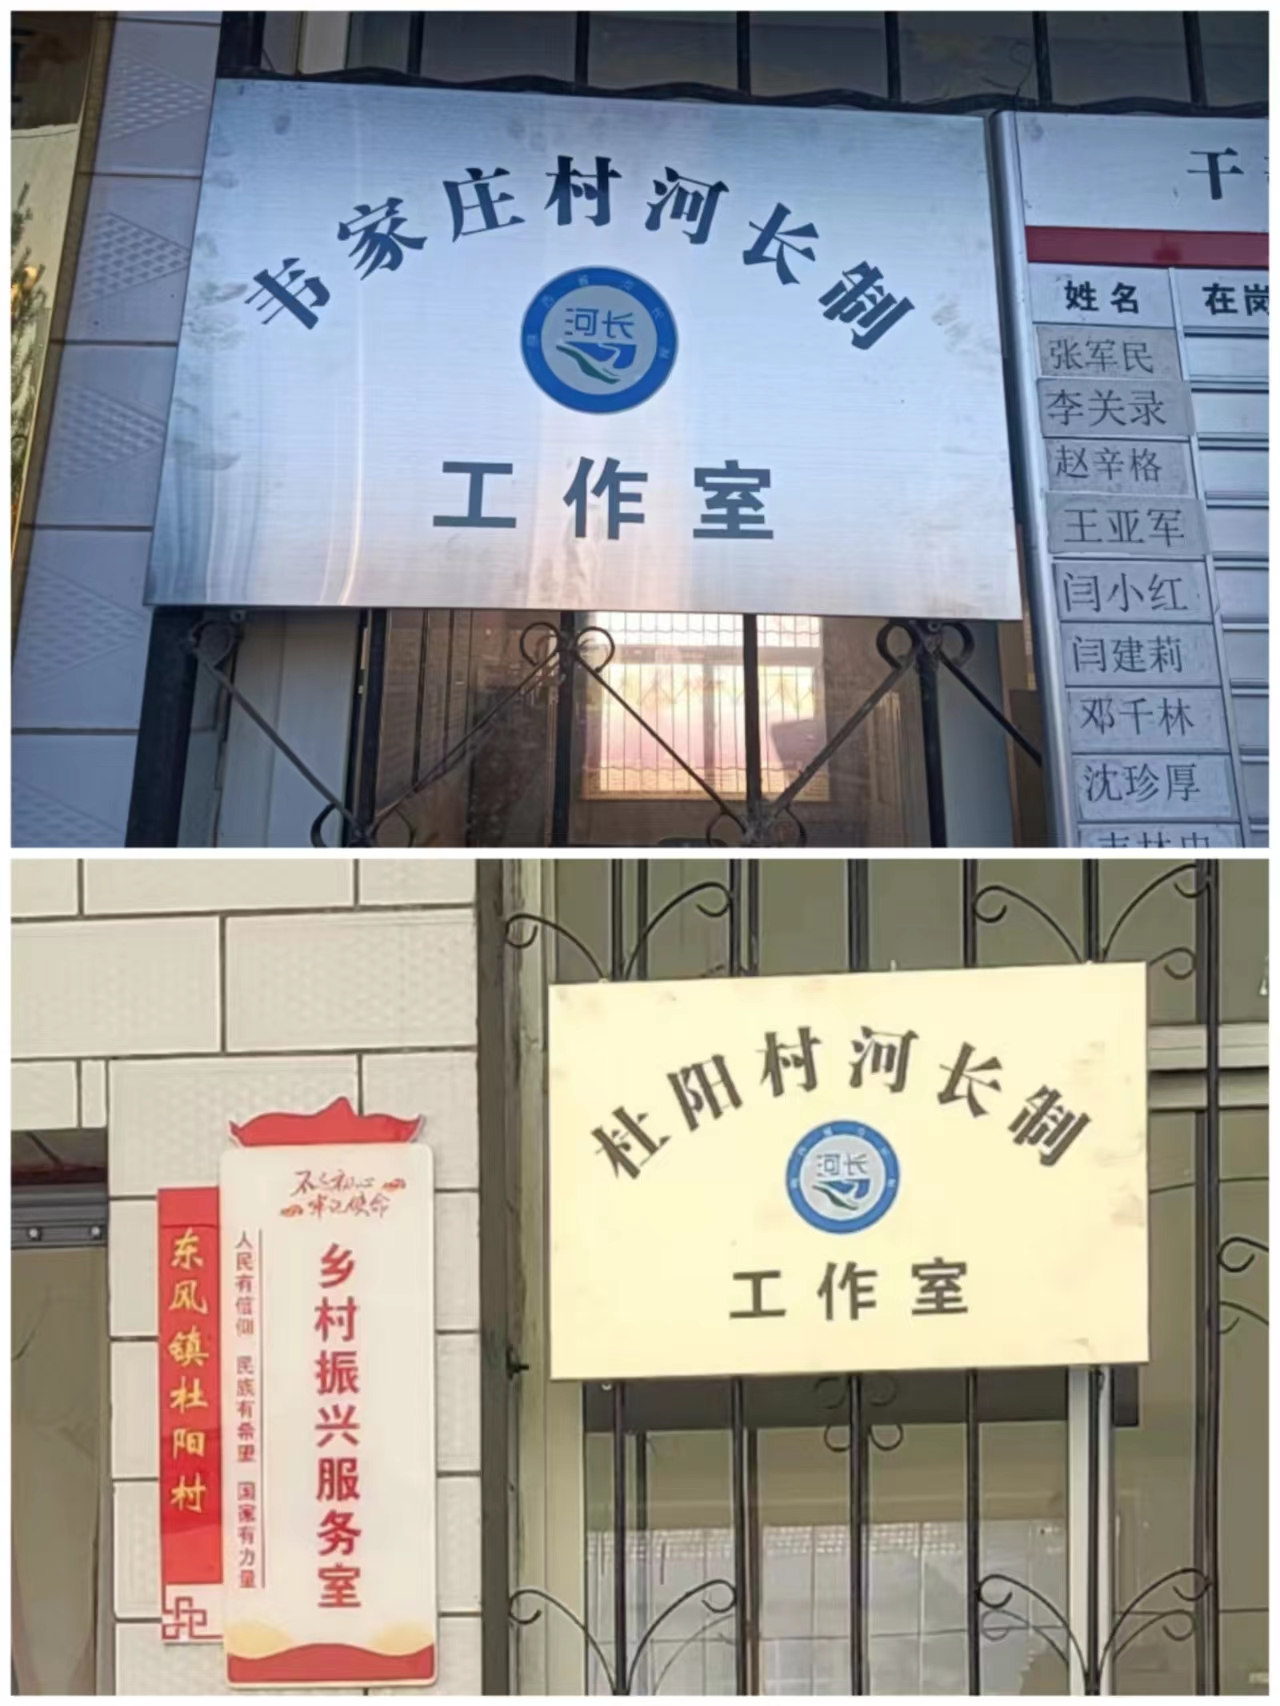 韦家庄村河长制
河长
工作室
姓名
在岗
张军民
李关录
赵辛格
王亚军
闫小红
闫建莉
邓千林
沈珍厚
杜阳村河长制
河长
工作室
东风镇杜阳村
不忘初心
牢记使命
人民有信仰 民族有希望 国家有力量
乡村振兴服务室